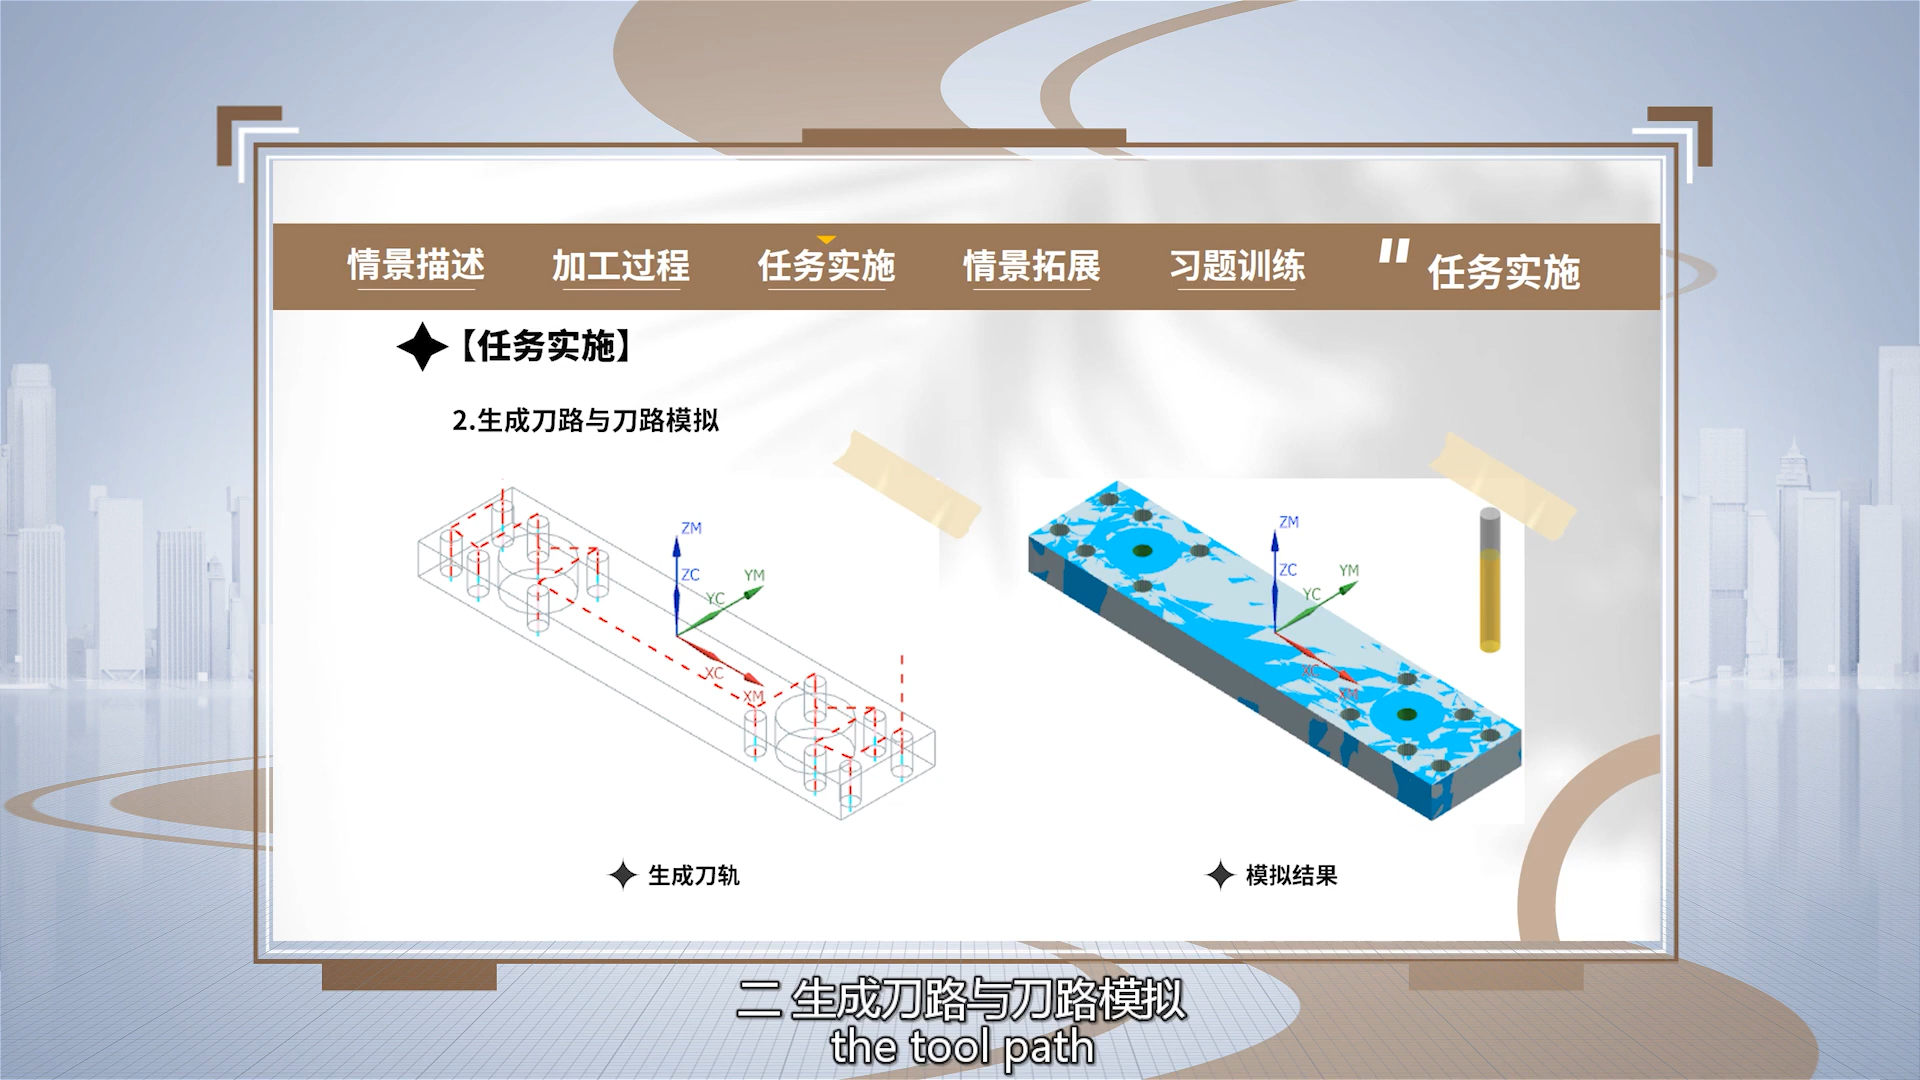 情景描述 加工过程 任务实施 情景拓展 习题训练 " 任务实施
【任务实施】
2.生成刀路与刀路模拟
ZM
ZC
YM
YC
XC
XM
ZM
ZC
YM
YC
XC
XM
生成刀轨
模拟结果
二 生成刀路与刀路模拟
the tool path